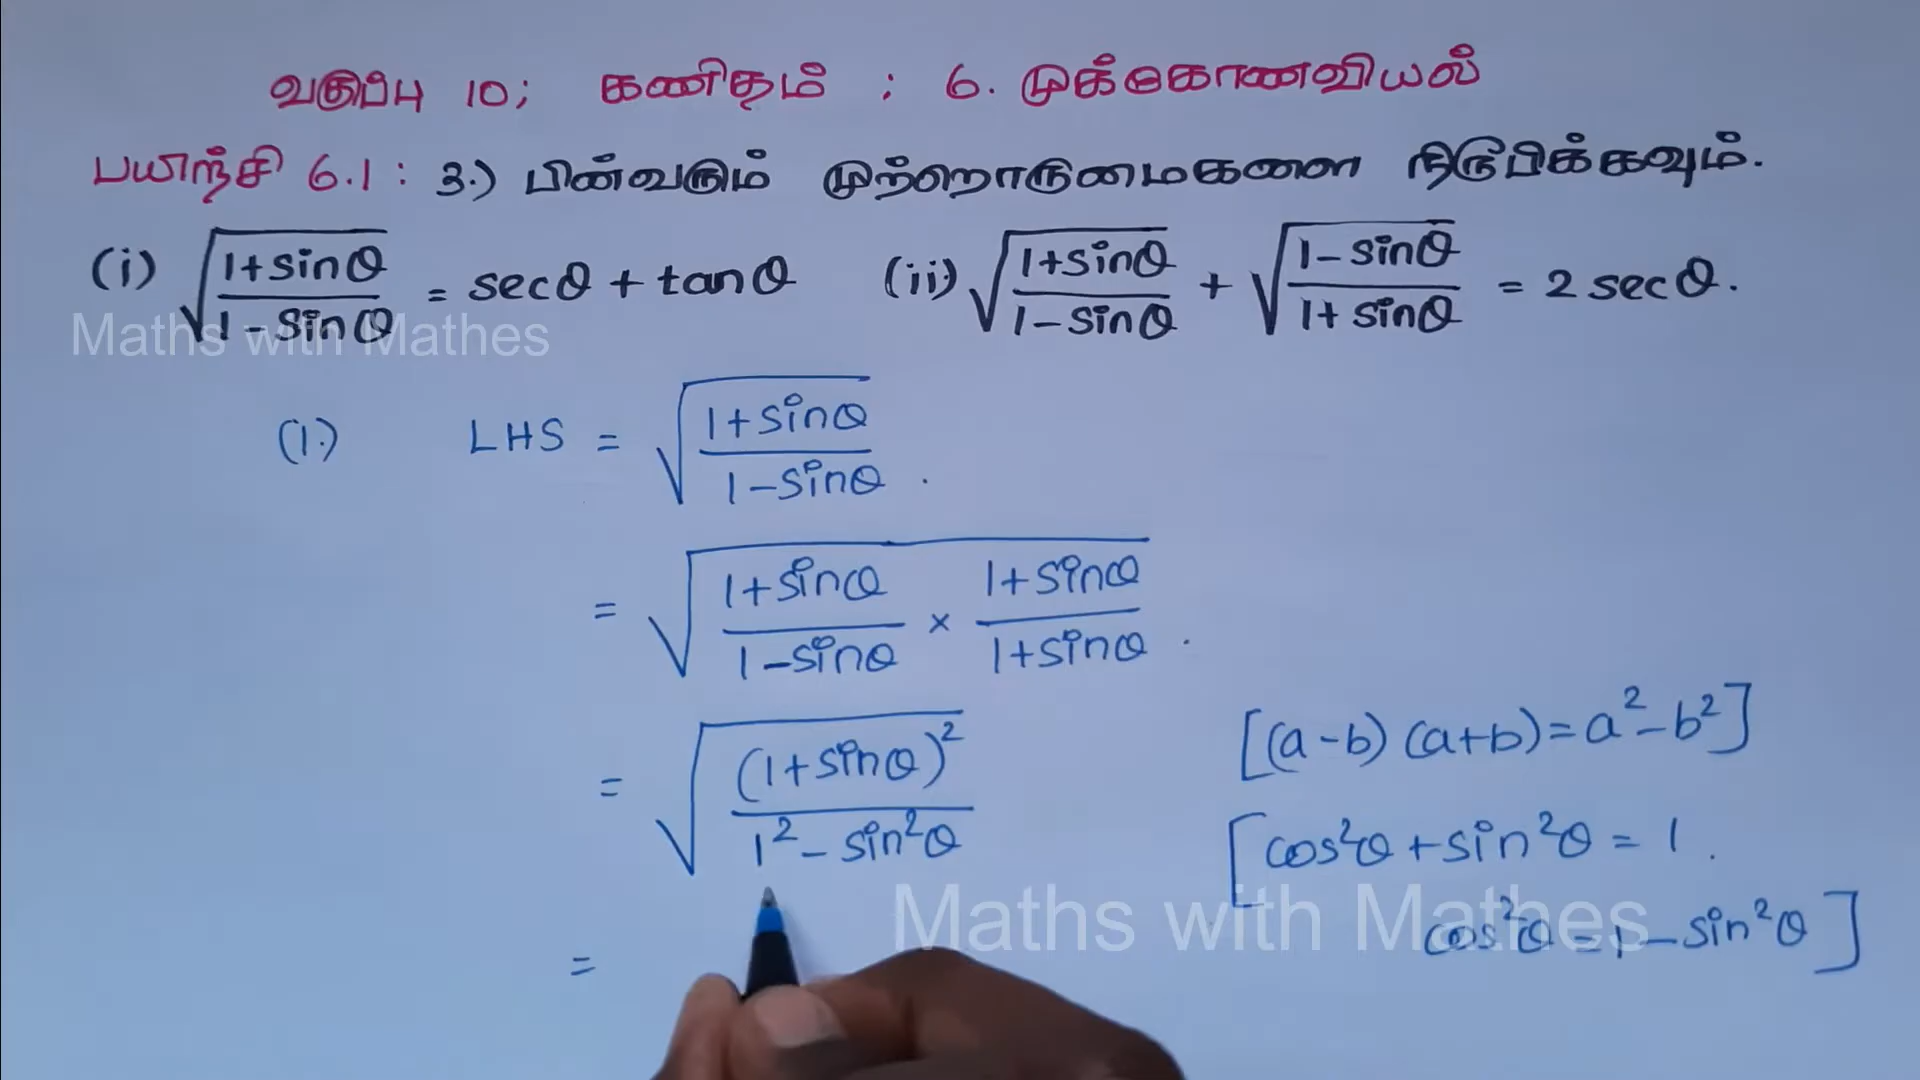 வகுப்பு 10; கணிதம் : 6. முக்கோணவியல்
பயிற்சி 6.1 : 3.) பின்வரும் முற்றொருமைகளை நிரூபிக்கவும்.
(i) √((1+sinθ)/(1-sinθ)) = secθ + tanθ (ii) √((1+sinθ)/(1-sinθ)) + √((1-sinθ)/(1+sinθ)) = 2 secθ.
Maths with Mathes
(1.) LHS = √((1+sinθ)/(1-sinθ)) .
= √((1+sinθ)/(1-sinθ) × (1+sinθ)/(1+sinθ)) .
= √((1+sinθ)²/(1²-sin²θ)) [(a-b) (a+b)=a²-b²]
[cos²θ+sin²θ = 1 .
Maths with Mathes
= cos²θ = 1-sin²θ]